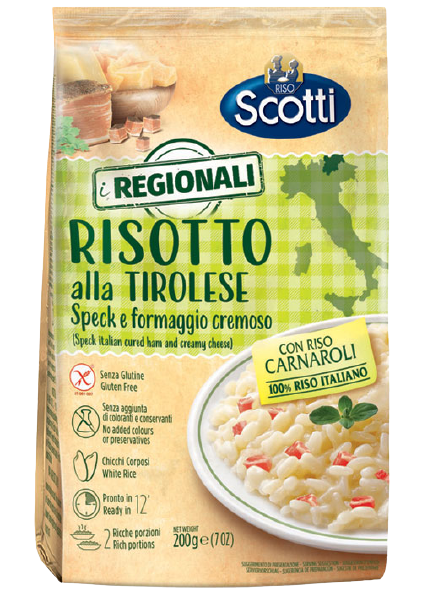 RISO
Scotti
i REGIONALI
RISOTTO
alla TIROLESE
Speck e formaggio cremoso
(Speck italian cured ham and creamy cheese)
CON RISO
CARNAROLI
100% RISO ITALIANO
Senza Glutine
Gluten Free
Senza aggiunta
di coloranti e conservanti
No added colours
or preservatives
Chicchi Corposi
White Rice
Pronto in
Ready in 12'
2 Ricche porzioni
Rich portions
NET WEIGHT
200g e (7 OZ)